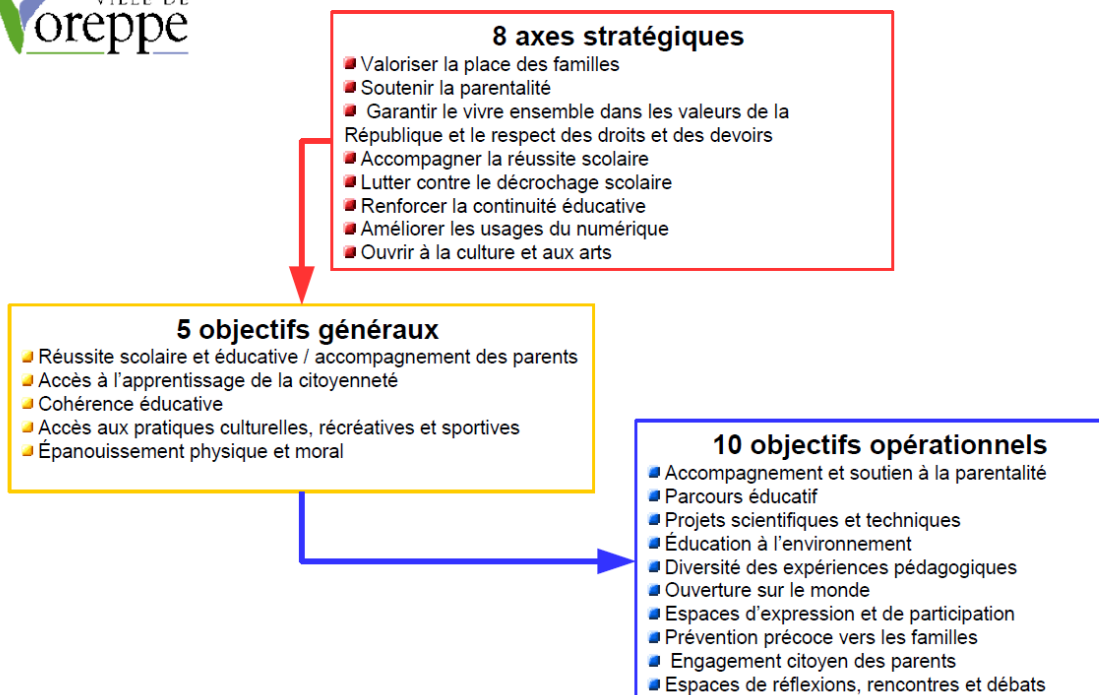 VILLE DE
Voreppe
8 axes stratégiques
Valoriser la place des familles
Soutenir la parentalité
Garantir le vivre ensemble dans les valeurs de la
République et le respect des droits et des devoirs
Accompagner la réussite scolaire
Lutter contre le décrochage scolaire
Renforcer la continuité éducative
Améliorer les usages du numérique
Ouvrir à la culture et aux arts
5 objectifs généraux
Réussite scolaire et éducative / accompagnement des parents
Accès à l’apprentissage de la citoyenneté
Cohérence éducative
Accès aux pratiques culturelles, récréatives et sportives
Épanouissement physique et moral
10 objectifs opérationnels
Accompagnement et soutien à la parentalité
Parcours éducatif
Projets scientifiques et techniques
Éducation à l’environnement
Diversité des expériences pédagogiques
Ouverture sur le monde
Espaces d’expression et de participation
Prévention précoce vers les familles
Engagement citoyen des parents
Espaces de réflexions, rencontres et débats